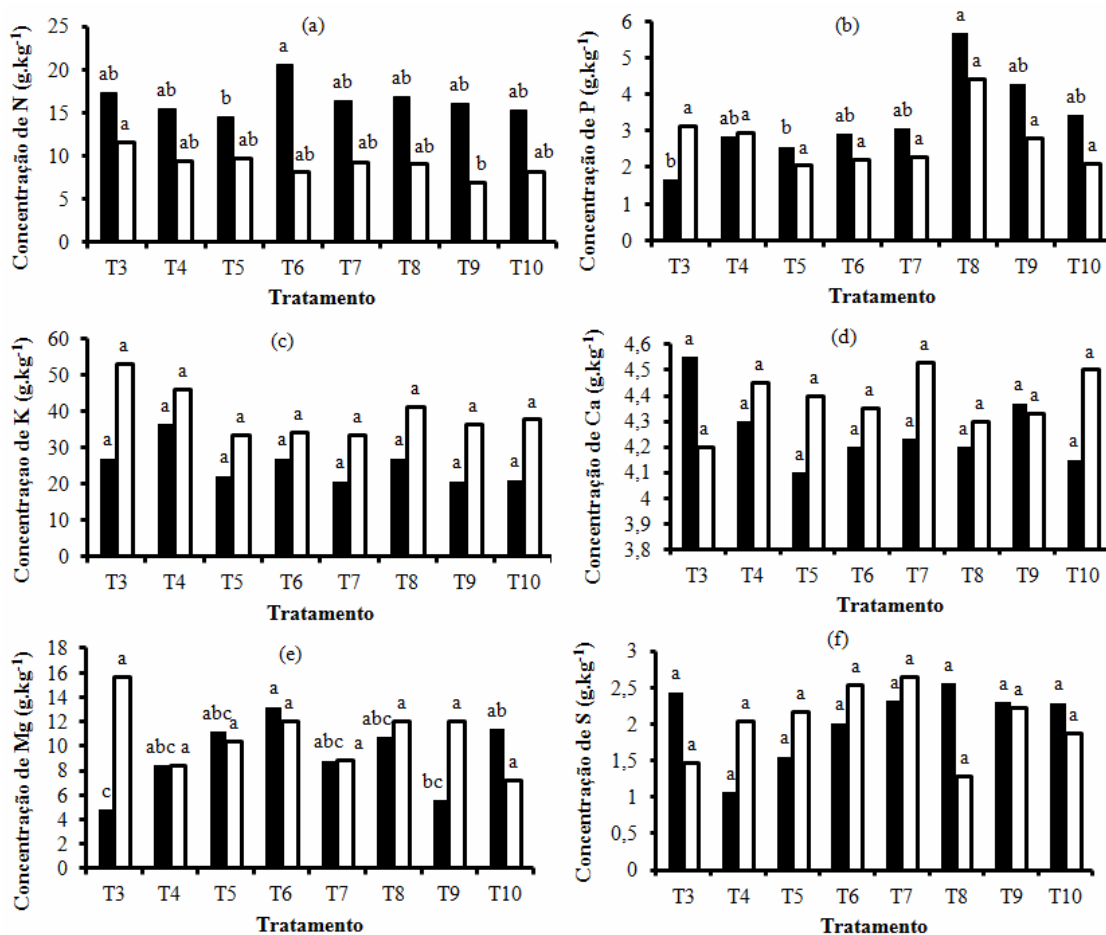 (a)
Concentração de N (g.kg-1)
25
20
15
10
5
0
ab ab b a ab ab ab ab
a ab ab ab ab ab b ab
T3 T4 T5 T6 T7 T8 T9 T10
Tratamento
(b)
Concentração de P (g.kg-1)
6
5
4
3
2
1
0
b ab b ab ab a ab ab
a a a a a a a a
T3 T4 T5 T6 T7 T8 T9 T10
Tratamento
(c)
Concentraçao de K (g.kg-1)
60
50
40
30
20
10
0
a a a a a a a a
a a a a a a a a
T3 T4 T5 T6 T7 T8 T9 T10
Tratamento
(d)
Concentração de Ca (g.kg-1)
4,6
4,5
4,4
4,3
4,2
4,1
4
3,9
3,8
a a a a a a a a
a a a a a a a a
T3 T4 T5 T6 T7 T8 T9 T10
Tratamento
(e)
Concentração de Mg (g.kg-1)
18
16
14
12
10
8
6
4
2
0
c abc abc a abc abc bc ab
a a a a a a a a
T3 T4 T5 T6 T7 T8 T9 T10
Tratamento
(f)
Concentração de S (g.kg-1)
3
2,5
2
1,5
1
0,5
0
a a a a a a a a
a a a a a a a a
T3 T4 T5 T6 T7 T8 T9 T10
Tratamento